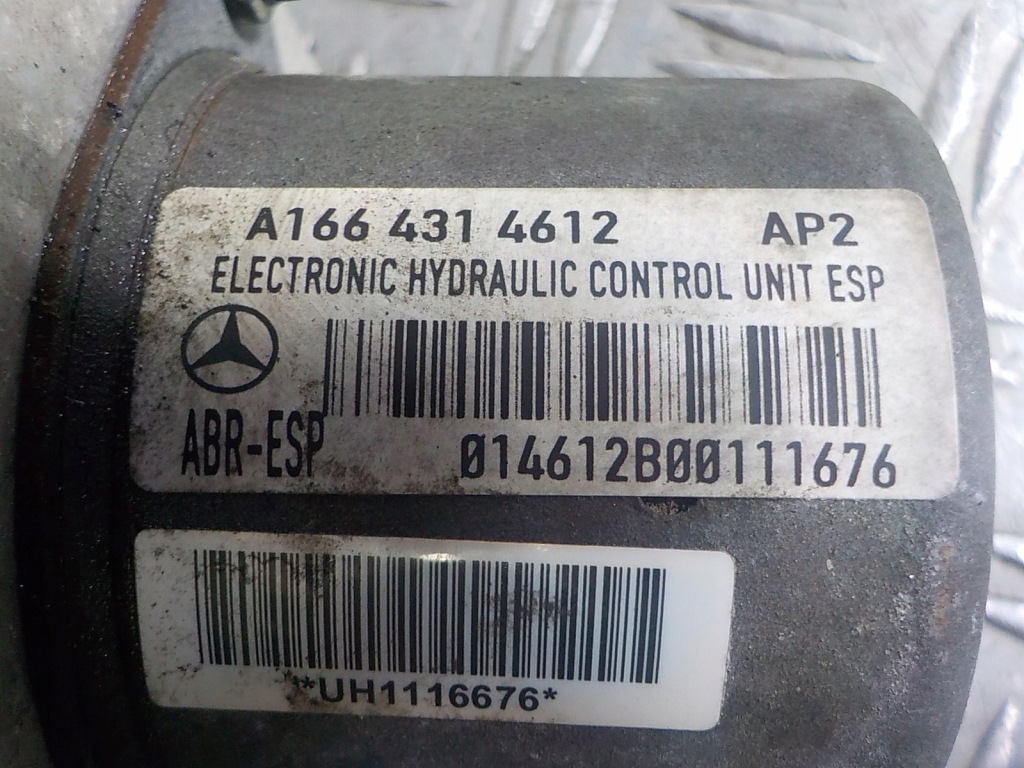 A166 431 4612 AP2
ELECTRONIC HYDRAULIC CONTROL UNIT ESP
ABR-ESP 014612B00111676
*UH1116676*